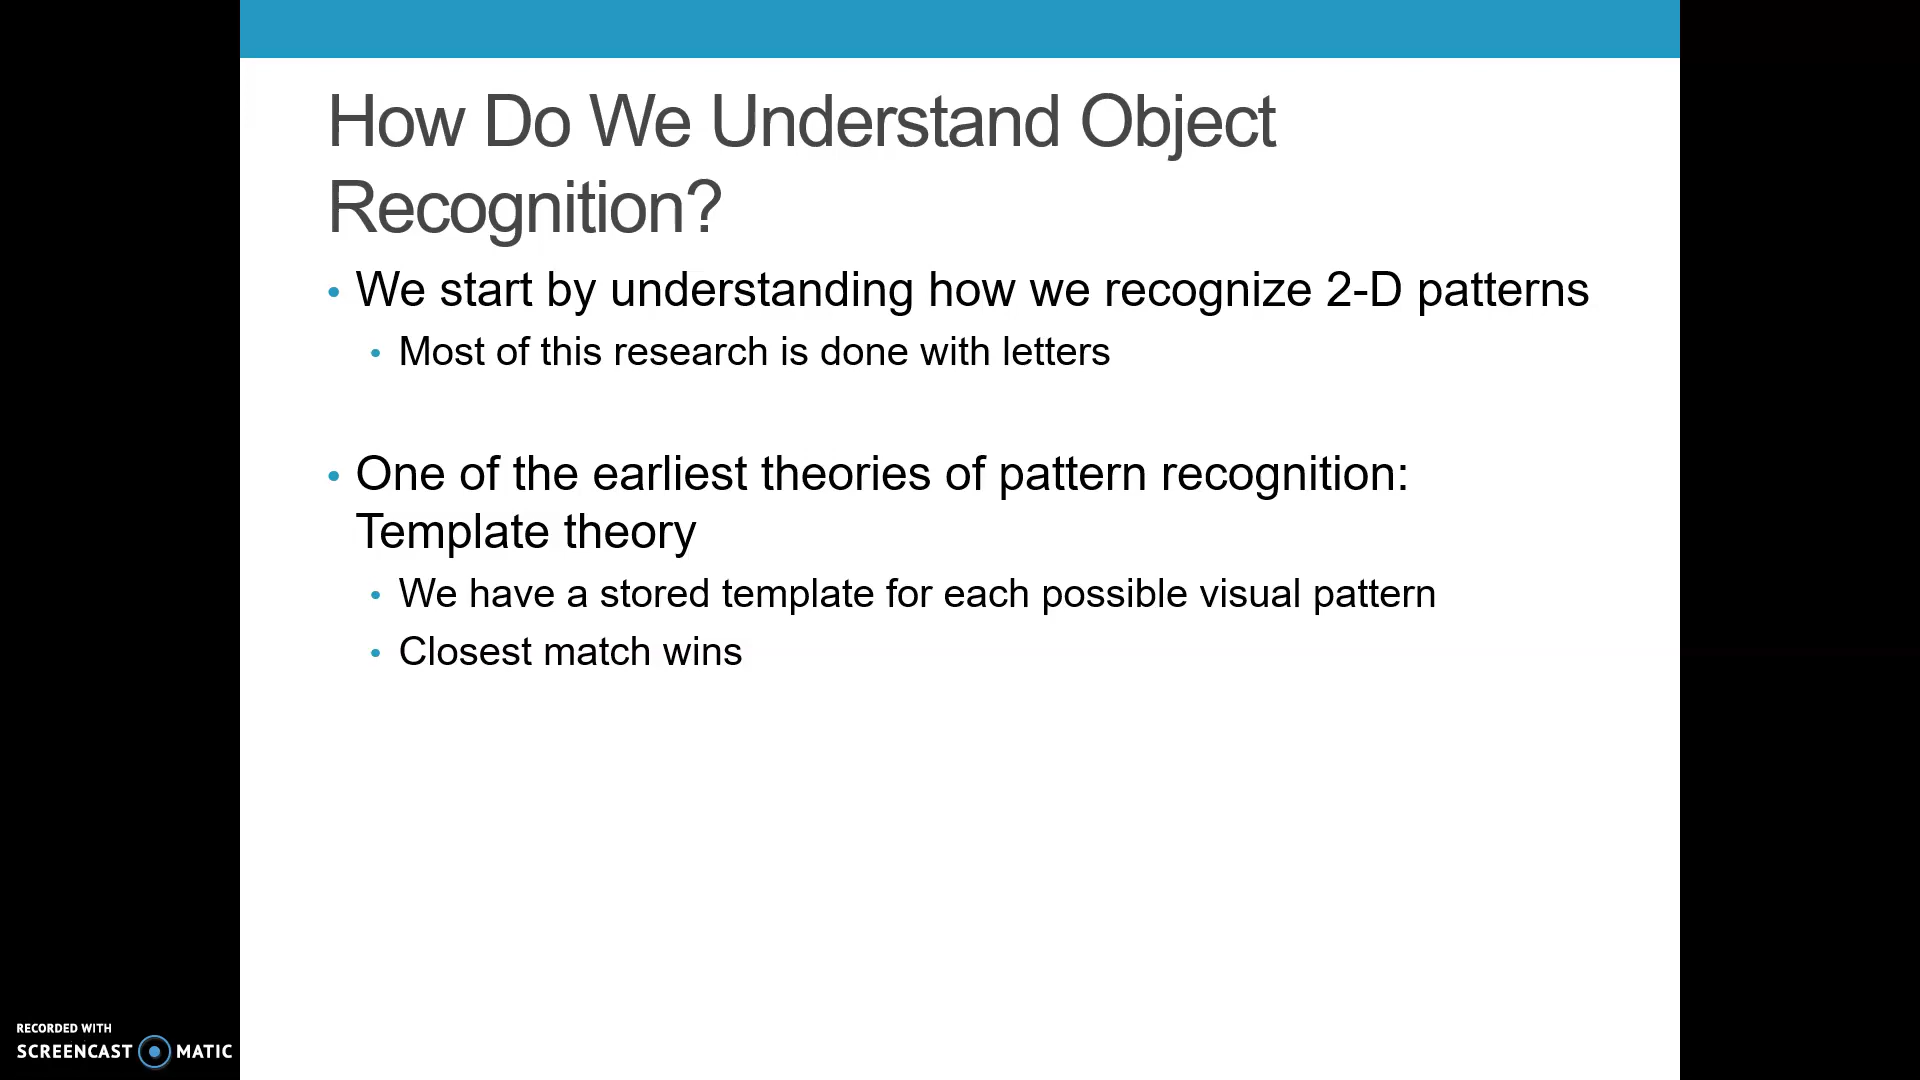 How Do We Understand Object
Recognition?
• We start by understanding how we recognize 2-D patterns
• Most of this research is done with letters
• One of the earliest theories of pattern recognition:
Template theory
• We have a stored template for each possible visual pattern
• Closest match wins
RECORDED WITH
SCREENCAST MATIC